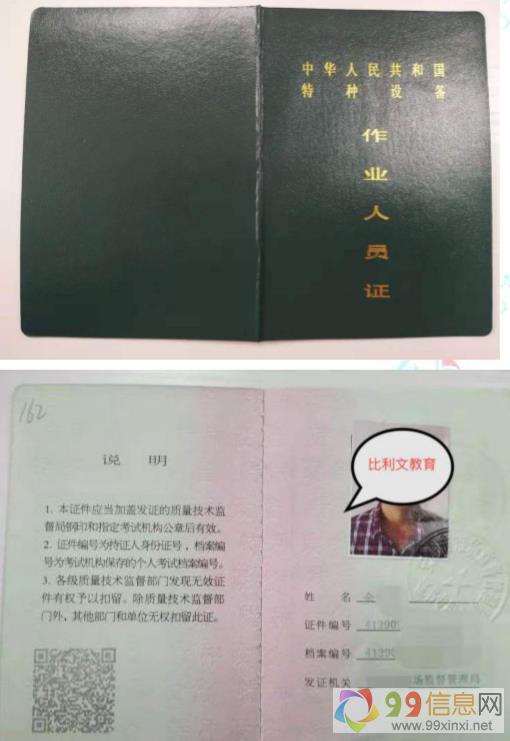 中华人民共和国
特种设备
作业人员证
162
说 明
1. 本证件应当加盖发证的质量技术监
督局钢印和指定考试机构公章后有效。
2. 证件编号为持证人身份证号，档案编
号为考试机构保存的个人考试档案编号。
3. 各级质量技术监督部门发现无效证
件有权予以扣留。除质量技术监督部
门外，其他部门和单位无权扣留此证。
比利文教育
姓 名
证件编号 41290
档案编号 41290
发证机关 场监督管理局
99信息网
www.99xinxi.net